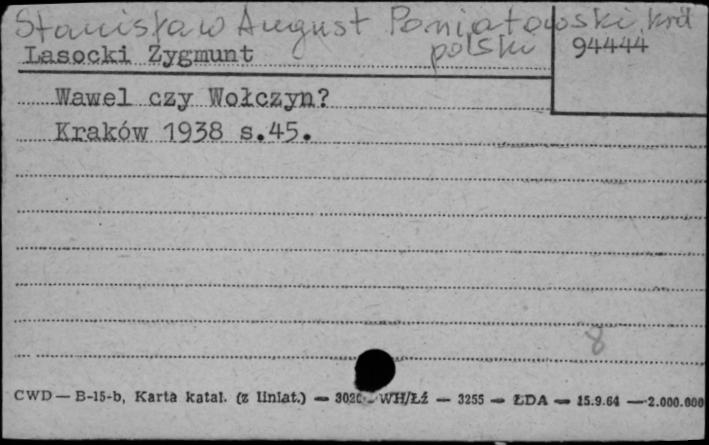 Stanisław August Poniatowski, król
polski
94444
Lasocki Zygmunt
Wawel czy Wołczyn?
Kraków 1938 s.45.
8
CWD — B-15-b, Karta katal. (z liniat.) — WH/Łź — 3255 — ŁDA — 15.9.64 — 2.000.000